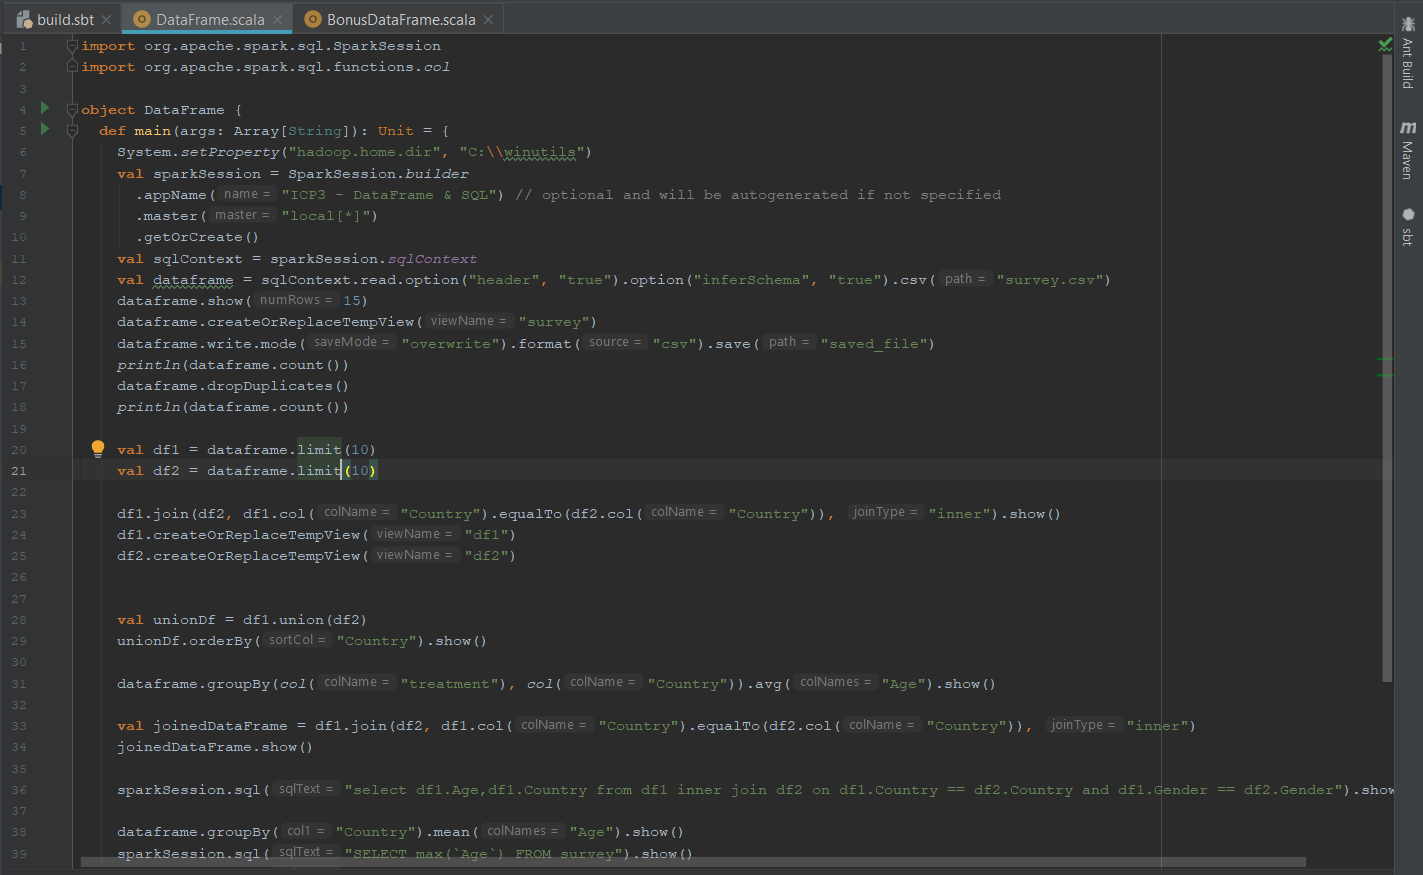 build.sbt × DataFrame.scala × BonusDataFrame.scala ×
1 import org.apache.spark.sql.SparkSession
2 import org.apache.spark.sql.functions.col
3
4 object DataFrame {
5 def main(args: Array[String]): Unit = {
6 System.setProperty("hadoop.home.dir", "C:\\winutils")
7 val sparkSession = SparkSession.builder
8 .appName( name = "ICP3 - DataFrame & SQL") // optional and will be autogenerated if not specified
9 .master( master = "local[*]")
10 .getOrCreate()
11 val sqlContext = sparkSession.sqlContext
12 val dataframe = sqlContext.read.option("header", "true").option("inferSchema", "true").csv( path = "survey.csv")
13 dataframe.show( numRows = 15)
14 dataframe.createOrReplaceTempView( viewName = "survey")
15 dataframe.write.mode( saveMode = "overwrite").format( source = "csv").save( path = "saved_file")
16 println(dataframe.count())
17 dataframe.dropDuplicates()
18 println(dataframe.count())
19
20 val df1 = dataframe.limit(10)
21 val df2 = dataframe.limit(10)
22
23 df1.join(df2, df1.col( colName = "Country").equalTo(df2.col( colName = "Country")), joinType = "inner").show()
24 df1.createOrReplaceTempView( viewName = "df1")
25 df2.createOrReplaceTempView( viewName = "df2")
26
27
28 val unionDf = df1.union(df2)
29 unionDf.orderBy( sortCol = "Country").show()
30
31 dataframe.groupBy(col( colName = "treatment"), col( colName = "Country")).avg( colNames = "Age").show()
32
33 val joinedDataFrame = df1.join(df2, df1.col( colName = "Country").equalTo(df2.col( colName = "Country")), joinType = "inner")
34 joinedDataFrame.show()
35
36 sparkSession.sql( sqlText = "select df1.Age,df1.Country from df1 inner join df2 on df1.Country == df2.Country and df1.Gender == df2.Gender").show
37
38 dataframe.groupBy( col1 = "Country").mean( colNames = "Age").show()
39 sparkSession.sql( sqlText = "SELECT max(`Age`) FROM survey").show()
Ant Build
Maven
sbt